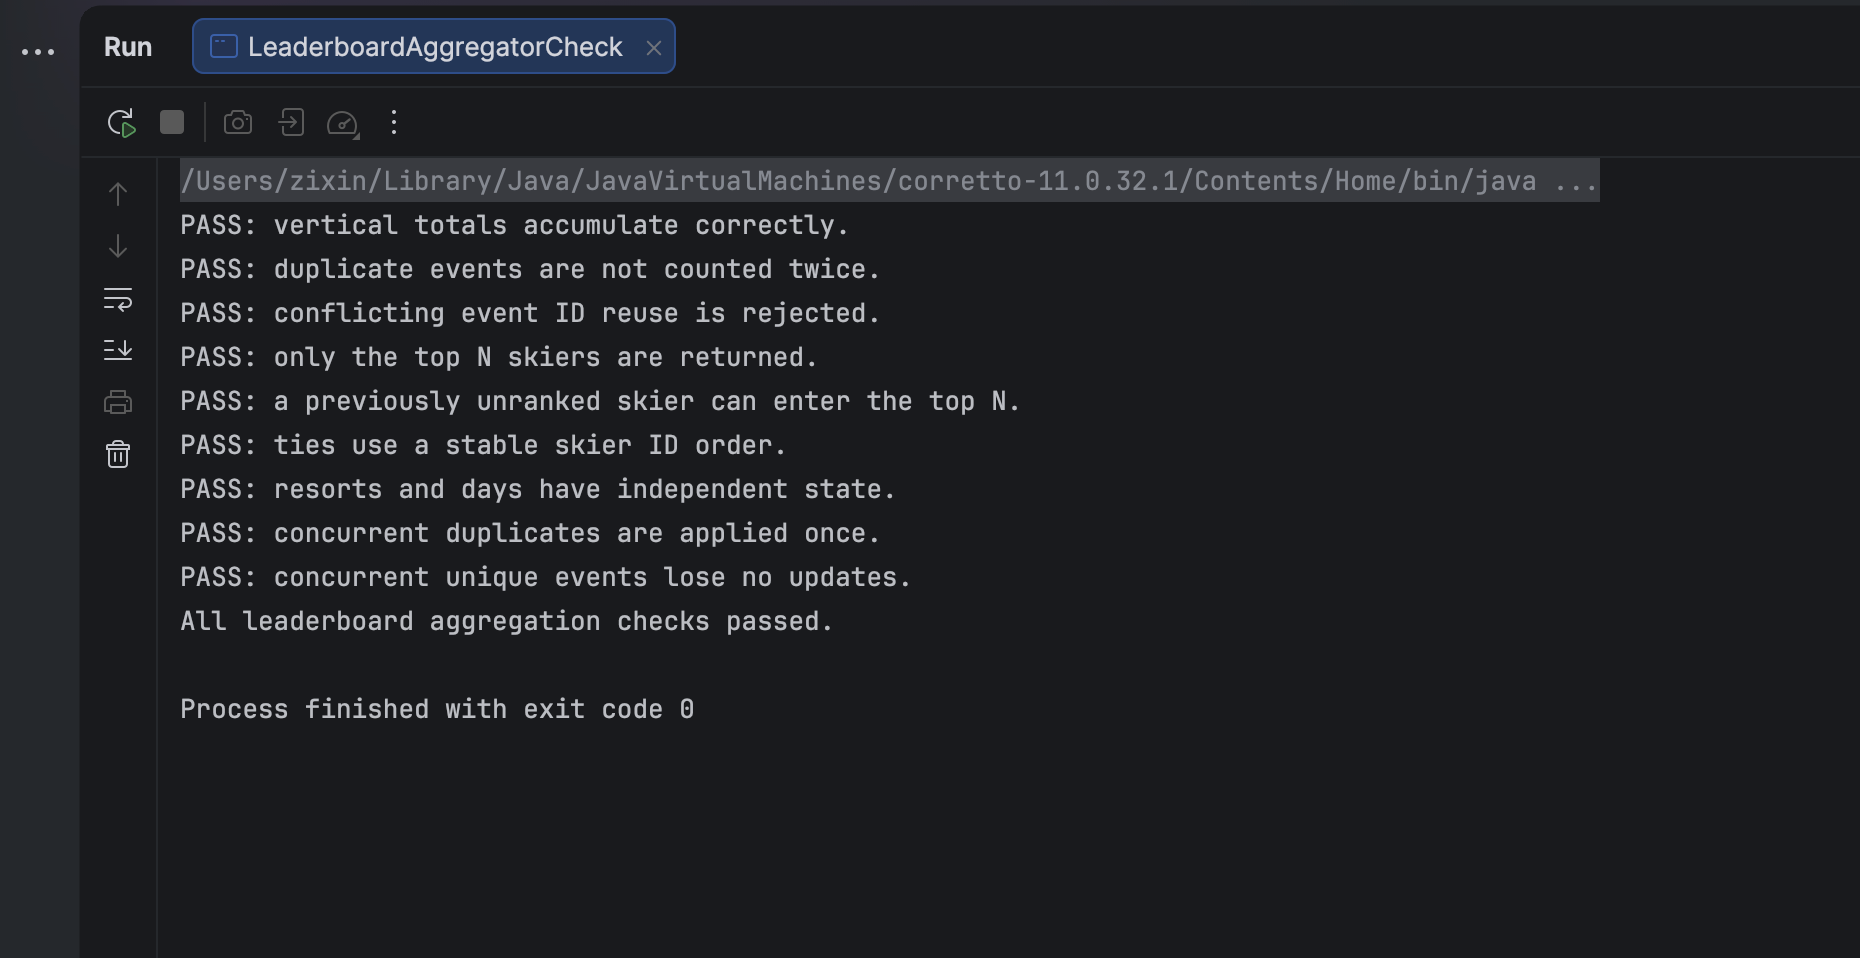 Run LeaderboardAggregatorCheck
/Users/zixin/Library/Java/JavaVirtualMachines/corretto-11.0.32.1/Contents/Home/bin/java ...
PASS: vertical totals accumulate correctly.
PASS: duplicate events are not counted twice.
PASS: conflicting event ID reuse is rejected.
PASS: only the top N skiers are returned.
PASS: a previously unranked skier can enter the top N.
PASS: ties use a stable skier ID order.
PASS: resorts and days have independent state.
PASS: concurrent duplicates are applied once.
PASS: concurrent unique events lose no updates.
All leaderboard aggregation checks passed.
Process finished with exit code 0